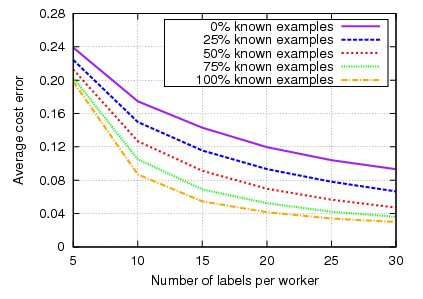 0.28
0.24
0.20
0.16
0.12
0.08
0.04
0
5
10
15
20
25
30
Average cost error
Number of labels per worker
0% known examples
25% known examples
50% known examples
75% known examples
100% known examples